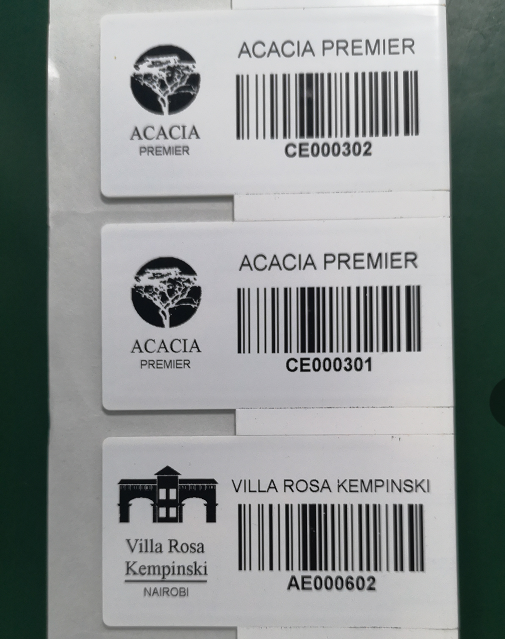 ACACIA PREMIER
ACACIA
PREMIER
CE000302
ACACIA PREMIER
ACACIA
PREMIER
CE000301
VILLA ROSA KEMPINSKI
Villa Rosa
Kempinski
NAIROBI
AE000602